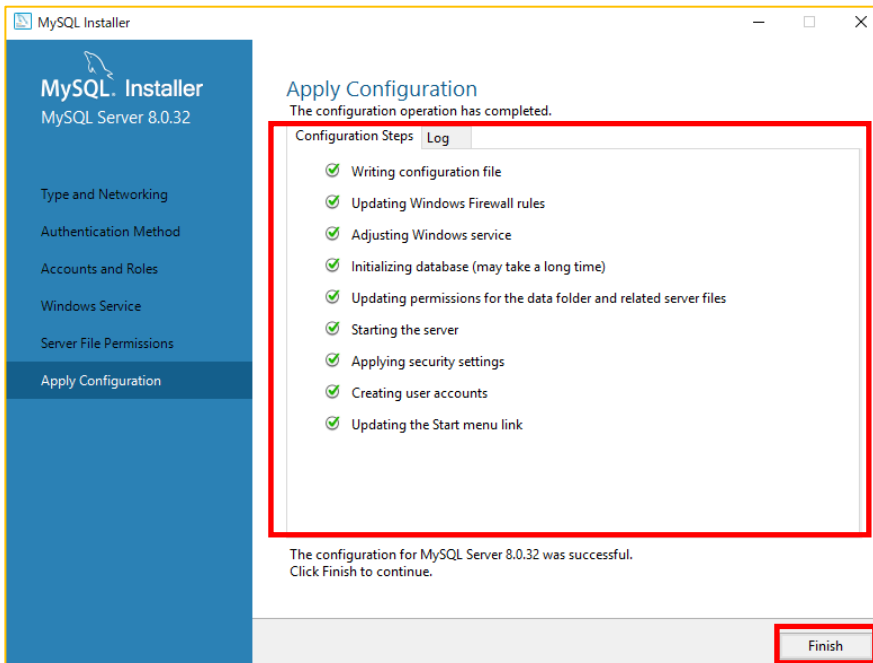 MySQL Installer
MySQL. Installer
MySQL Server 8.0.32
Type and Networking
Authentication Method
Accounts and Roles
Windows Service
Server File Permissions
Apply Configuration
Apply Configuration
The configuration operation has completed.
Configuration Steps Log
Writing configuration file
Updating Windows Firewall rules
Adjusting Windows service
Initializing database (may take a long time)
Updating permissions for the data folder and related server files
Starting the server
Applying security settings
Creating user accounts
Updating the Start menu link
The configuration for MySQL Server 8.0.32 was successful.
Click Finish to continue.
Finish